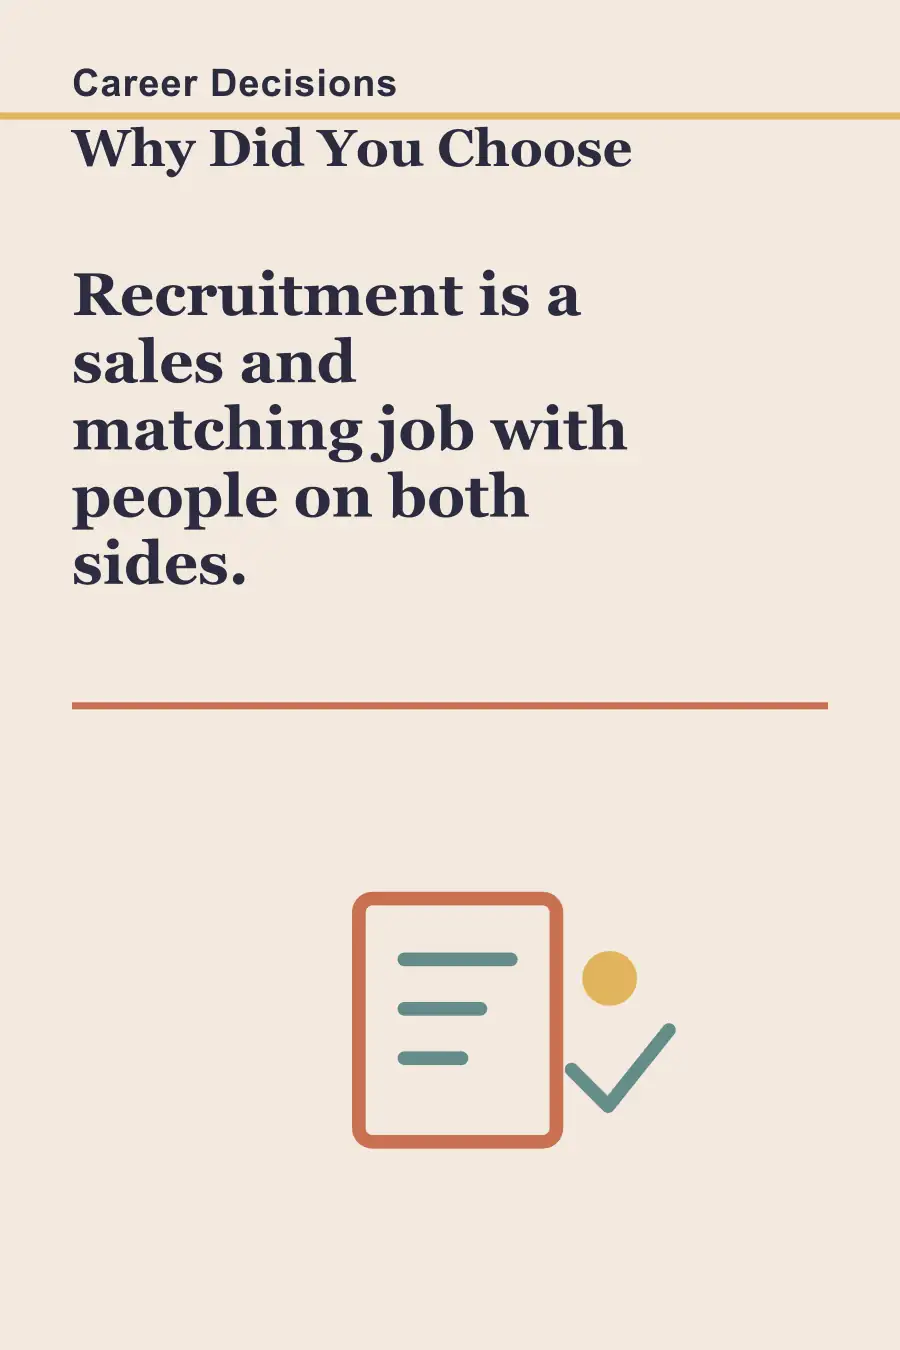 Career Decisions
Why Did You Choose
Recruitment is a
sales and
matching job with
people on both
sides.